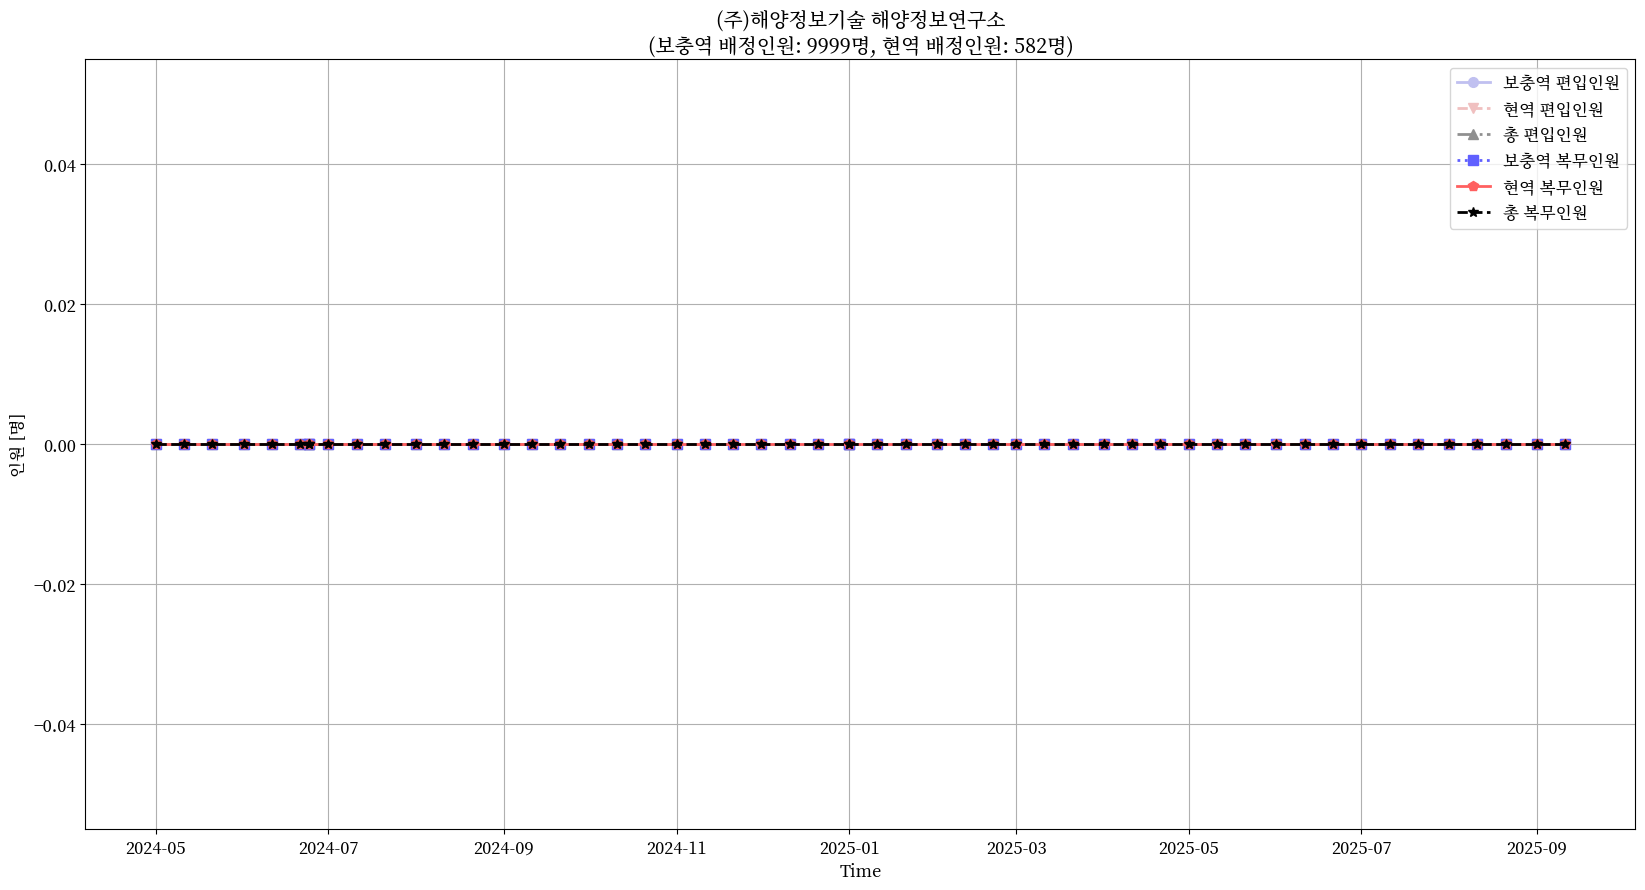 (주)해양정보기술 해양정보연구소
(보충역 배정인원: 9999명, 현역 배정인원: 582명)
보충역 편입인원
현역 편입인원
총 편입인원
보충역 복무인원
현역 복무인원
총 복무인원
0.04
0.02
0.00
−0.02
−0.04
인원 [명]
2024-05 2024-07 2024-09 2024-11 2025-01 2025-03 2025-05 2025-07 2025-09
Time